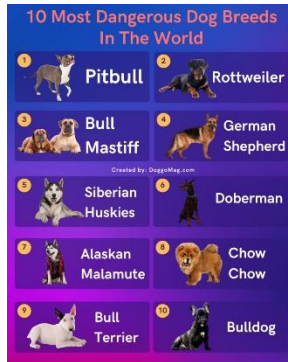 10 Most Dangerous Dog Breeds
In The World
1
Pitbull
2
Rottweiler
3
Bull
Mastiff
4
German
Shepherd
Created by: DoggoMag.com
5
Siberian
Huskies
6
Doberman
7
Alaskan
Malamute
8
Chow
Chow
9
Bull
Terrier
10
Bulldog